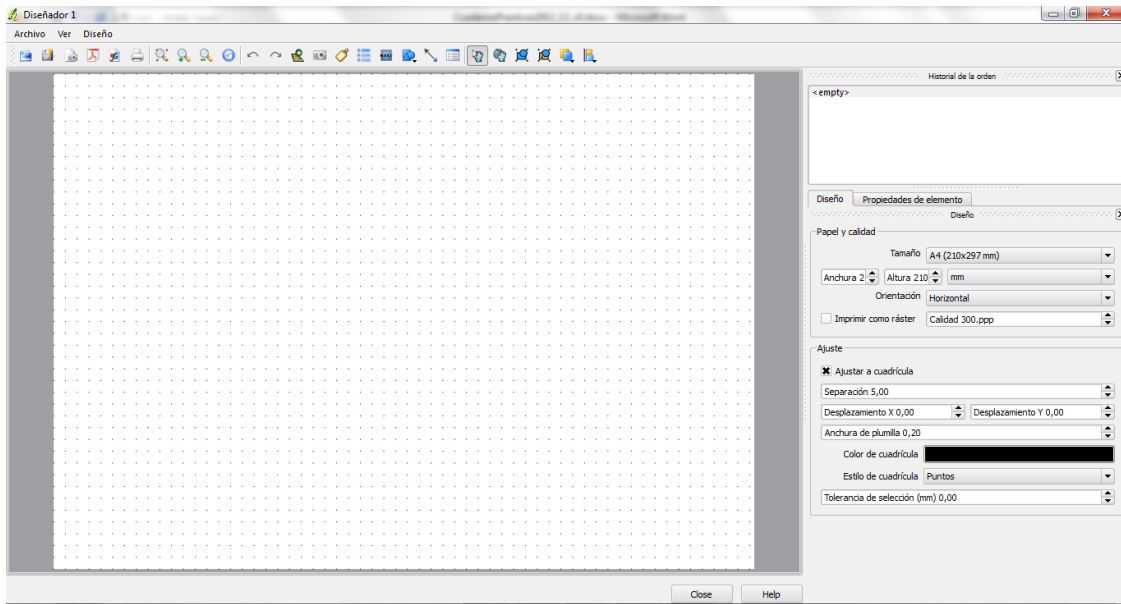 Diseñador 1
Archivo Ver Diseño
Historial de la orden
<empty>
Diseño Propiedades de elemento
Diseño
Papel y calidad
Tamaño A4 (210x297 mm)
Anchura 2 Altura 210 mm
Orientación Horizontal
Imprimir como ráster Calidad 300.ppp
Ajuste
Ajustar a cuadrícula
Separación 5,00
Desplazamiento X 0,00 Desplazamiento Y 0,00
Anchura de plumilla 0,20
Color de cuadrícula
Estilo de cuadrícula Puntos
Tolerancia de selección (mm) 0,00
Close Help